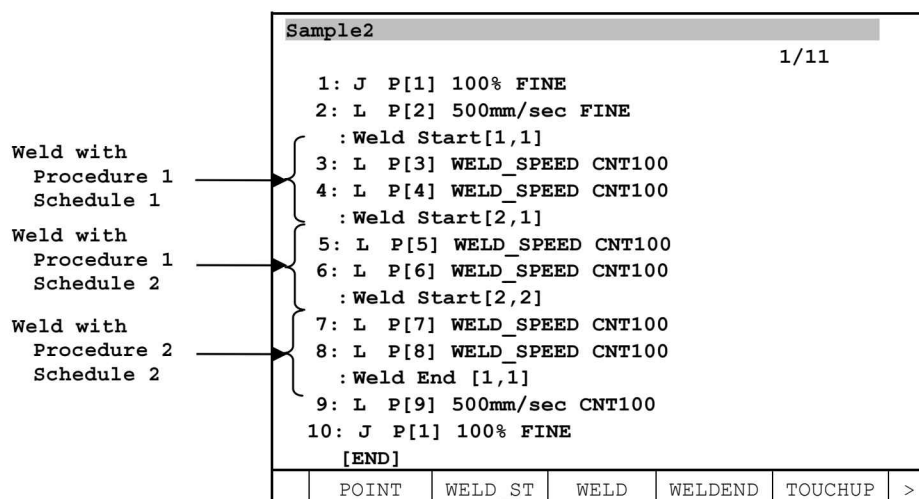 Sample2
1/11
1: J P[1] 100% FINE
2: L P[2] 500mm/sec FINE
:Weld Start[1,1]
3: L P[3] WELD_SPEED CNT100
4: L P[4] WELD_SPEED CNT100
:Weld Start[2,1]
5: L P[5] WELD_SPEED CNT100
6: L P[6] WELD_SPEED CNT100
:Weld Start[2,2]
7: L P[7] WELD_SPEED CNT100
8: L P[8] WELD_SPEED CNT100
:Weld End [1,1]
9: L P[9] 500mm/sec CNT100
10: J P[1] 100% FINE
[END]
POINT WELD ST WELD WELDEND TOUCHUP >
Weld with
Procedure 1
Schedule 1
Weld with
Procedure 1
Schedule 2
Weld with
Procedure 2
Schedule 2